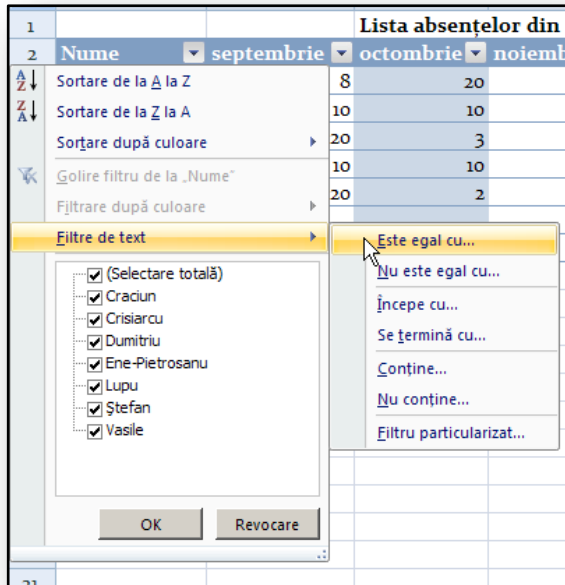 1 Lista absențelor din
2 Nume septembrie octombrie noiemb
Sortare de la A la Z 8 20
Sortare de la Z la A 10 10
Sortare după culoare 20 3
Golire filtru de la „Nume” 10 10
Filtrare după culoare 20 2
Filtre de text
Este egal cu...
Nu este egal cu...
Începe cu...
Se termină cu...
Conține...
Nu conține...
Filtru particularizat...
(Selectare totală)
Craciun
Crisiarcu
Dumitriu
Ene-Pietrosanu
Lupu
Ștefan
Vasile
OK Revocare
21